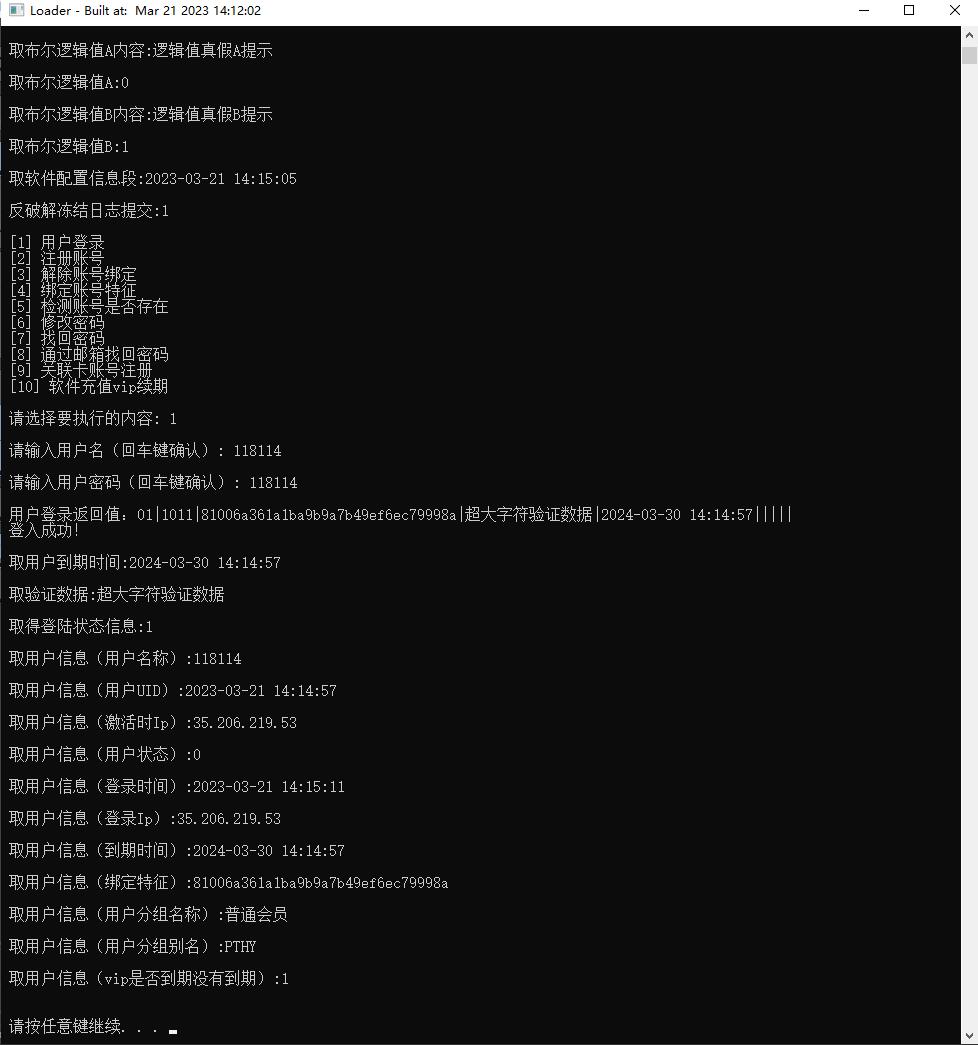 Loader - Built at: Mar 21 2023 14:12:02
取布尔逻辑值A内容:逻辑值真假A提示
取布尔逻辑值A:0
取布尔逻辑值B内容:逻辑值真假B提示
取布尔逻辑值B:1
取软件配置信息段:2023-03-21 14:15:05
反破解冻结日志提交:1
[1] 用户登录
[2] 注册账号
[3] 解除账号绑定
[4] 绑定账号特征
[5] 检测账号是否存在
[6] 修改密码
[7] 找回密码
[8] 通过邮箱找回密码
[9] 关联卡账号注册
[10] 软件充值vip续期
请选择要执行的内容: 1
请输入用户名（回车键确认）: 118114
请输入用户密码（回车键确认）: 118114
用户登录返回值：01|1011|81006a361a1ba9b9a7b49ef6ec79998a|超大字符验证数据|2024-03-30 14:14:57|||||
登入成功!
取用户到期时间:2024-03-30 14:14:57
取验证数据:超大字符验证数据
取得登陆状态信息:1
取用户信息（用户名称）:118114
取用户信息（用户UID）:2023-03-21 14:14:57
取用户信息（激活时Ip）:35.206.219.53
取用户信息（用户状态）:0
取用户信息（登录时间）:2023-03-21 14:15:11
取用户信息（登录Ip）:35.206.219.53
取用户信息（到期时间）:2024-03-30 14:14:57
取用户信息（绑定特征）:81006a361a1ba9b9a7b49ef6ec79998a
取用户信息（用户分组名称）:普通会员
取用户信息（用户分组别名）:PTHY
取用户信息（vip是否到期没有到期）:1
请按任意键继续. . .